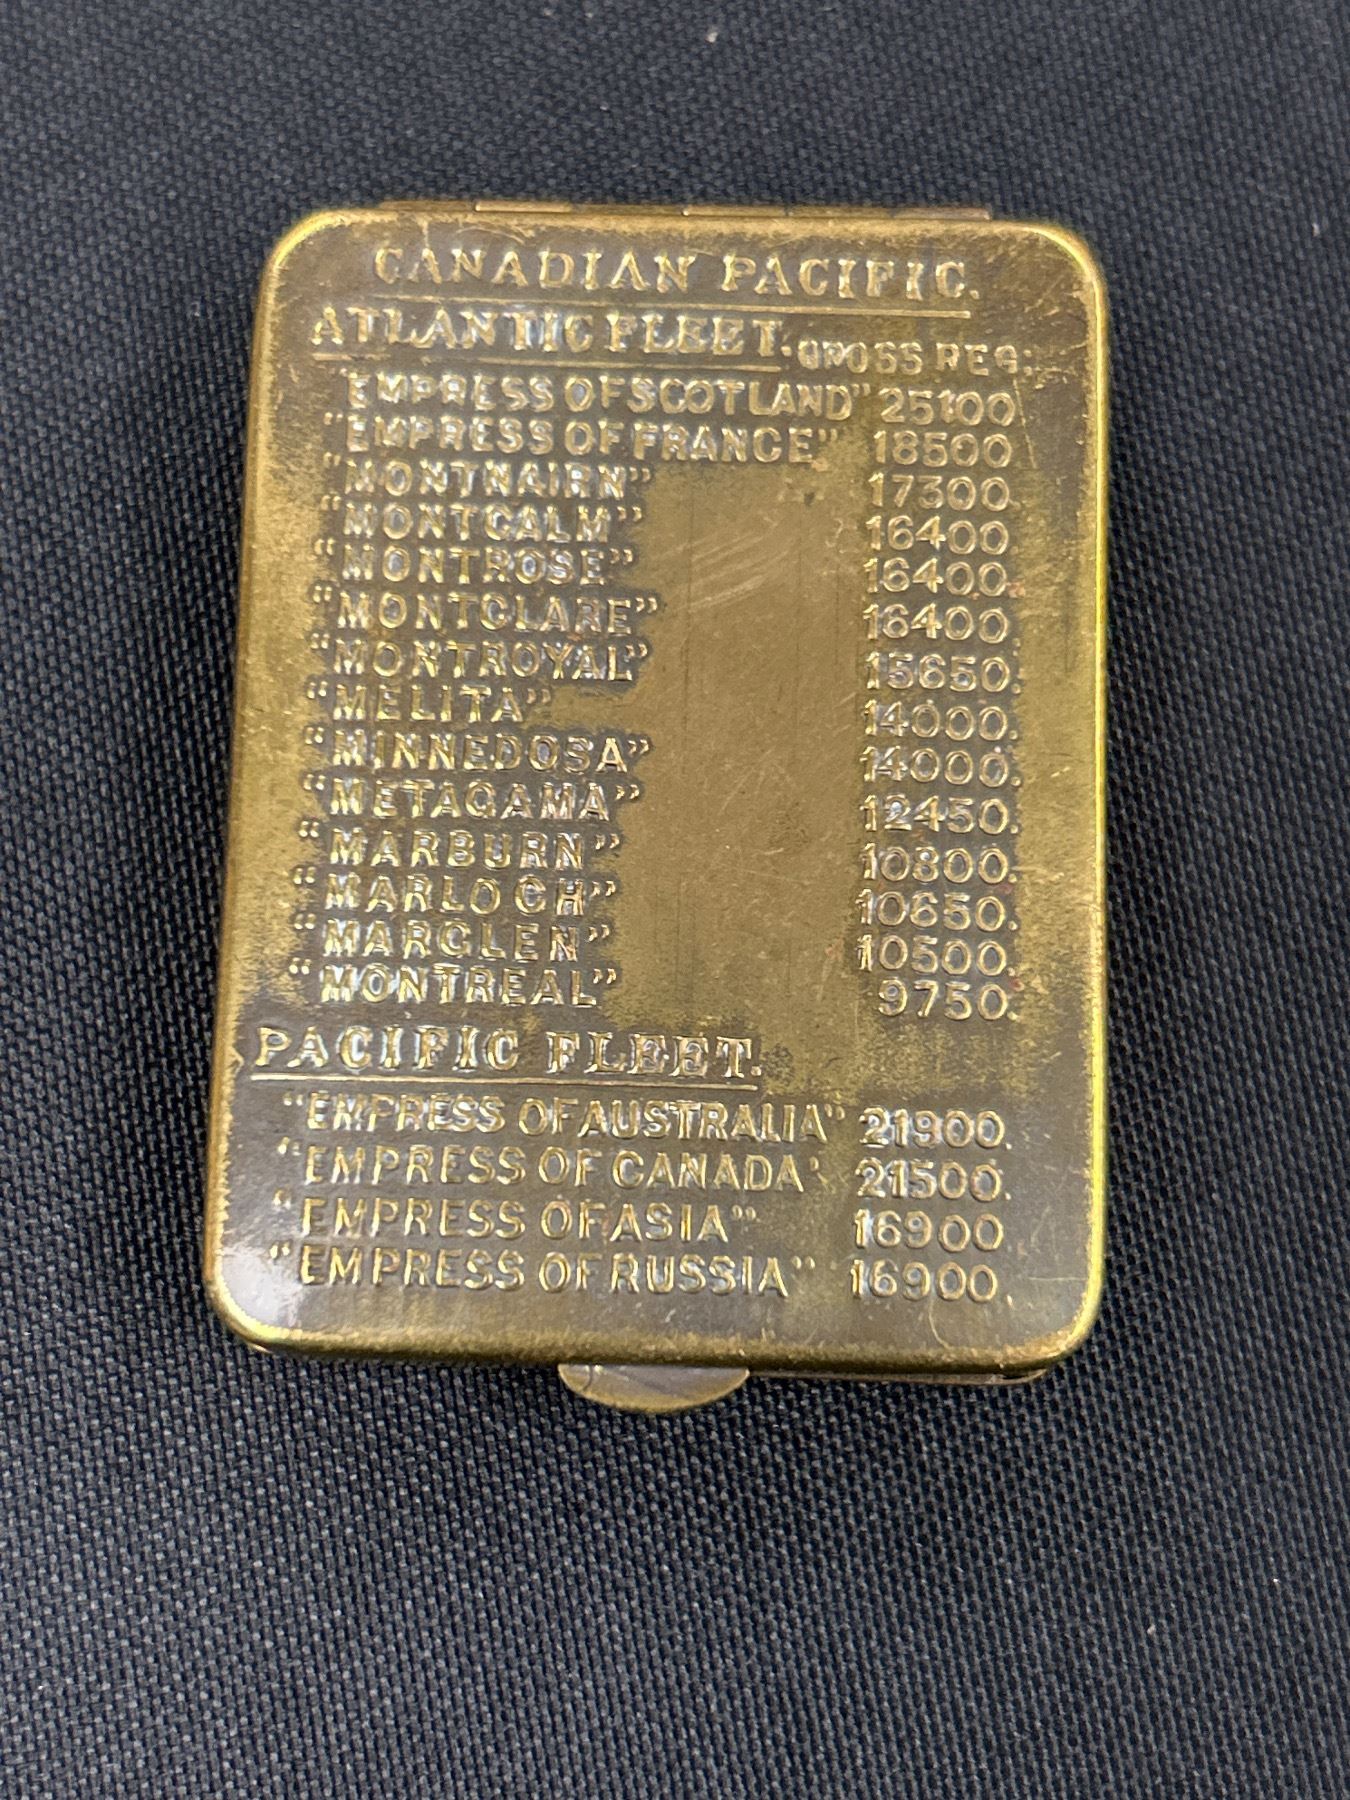 CANADIAN PACIFIC.
ATLANTIC FLEET. GROSS REG:
"EMPRESS OF SCOTLAND" 25100
"EMPRESS OF FRANCE" 18500
"MONTNAIRN" 17300.
"MONTCALM" 16400
"MONTROSE" 16400.
"MONTCLARE" 16400
"MONTROYAL" 15650.
"MELITA" 14000.
"MINNEDOSA" 14000.
"METAGAMA" 12450.
"MARBURN" 10800.
"MARLOCH" 10650.
"MARGLEN" 10500.
"MONTREAL" 9750.
PACIFIC FLEET.
"EMPRESS OF AUSTRALIA" 21900.
"EMPRESS OF CANADA" 21500.
"EMPRESS OF ASIA" 16900
"EMPRESS OF RUSSIA" 16900.